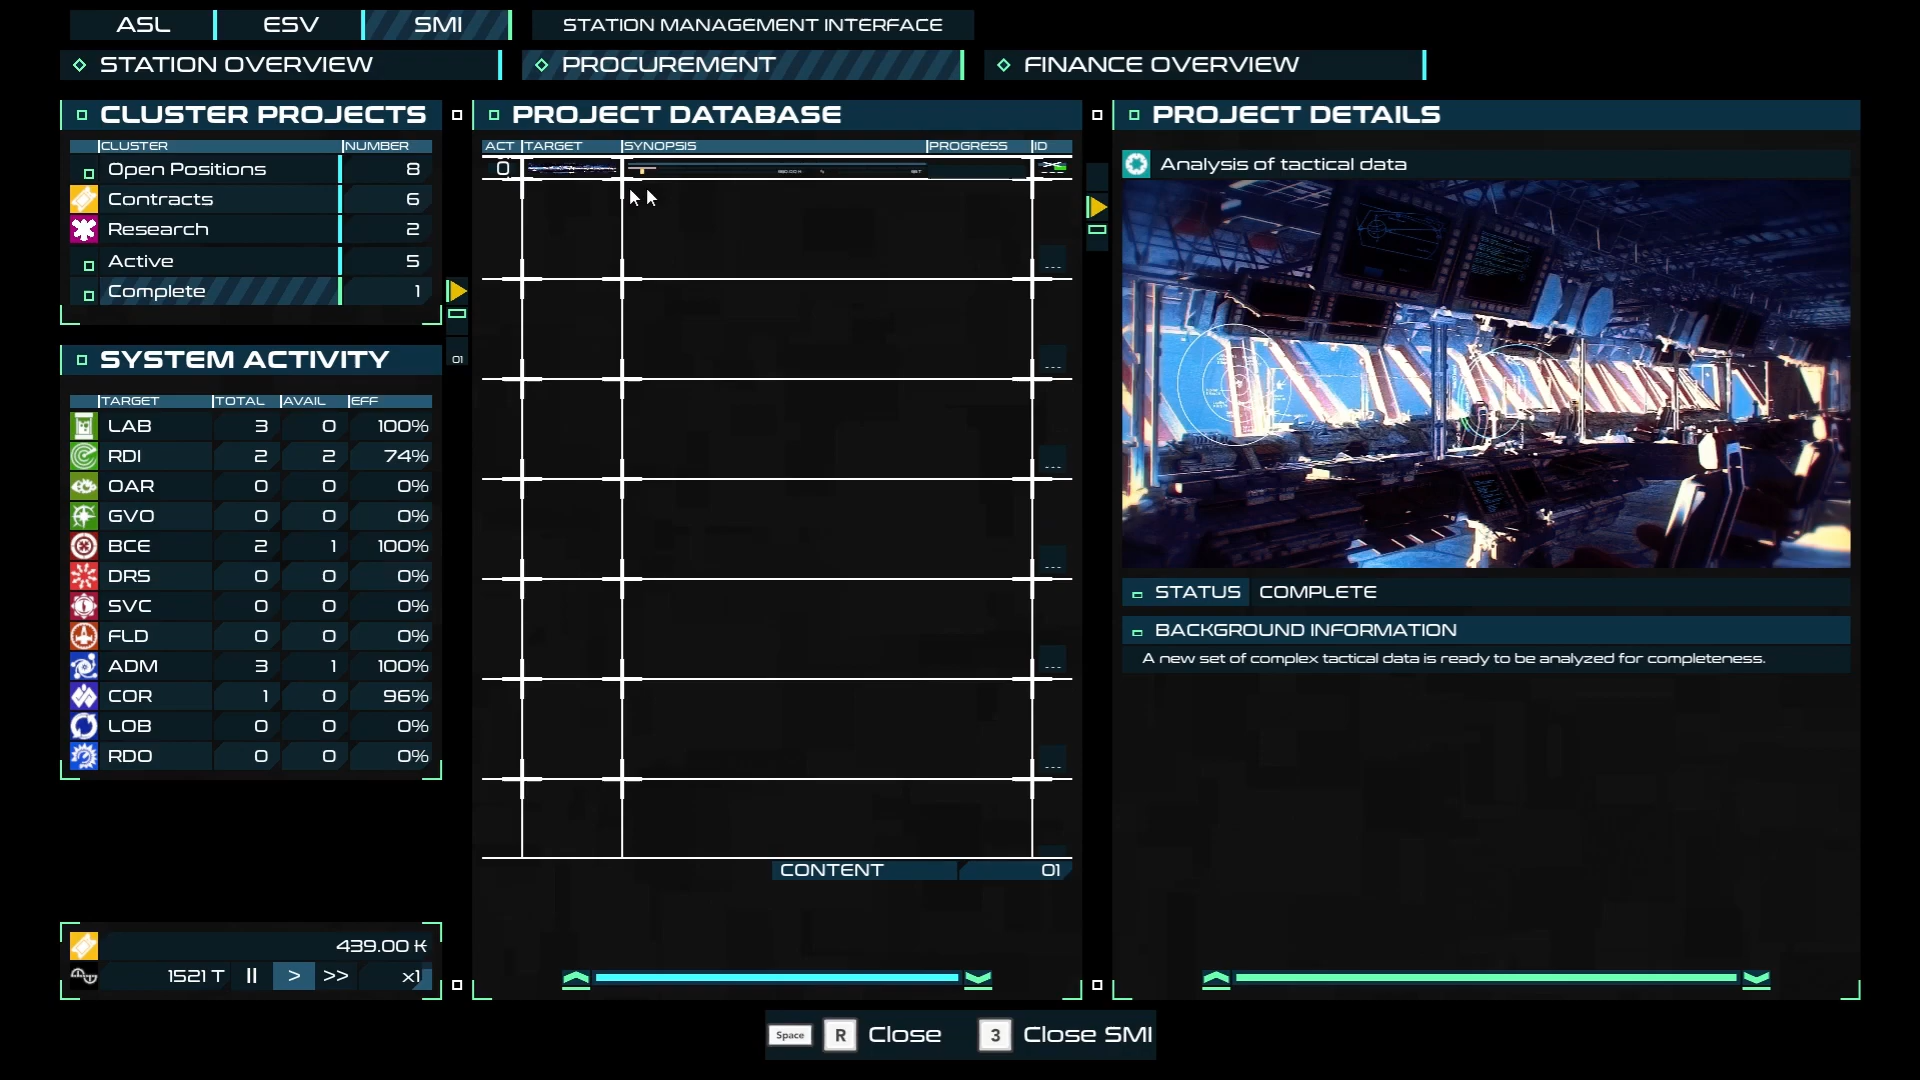 ASL ESV SMI STATION MANAGEMENT INTERFACE
STATION OVERVIEW PROCUREMENT FINANCE OVERVIEW
CLUSTER PROJECTS
CLUSTER NUMBER
Open Positions 8
Contracts 6
Research 2
Active 5
Complete 1
01
SYSTEM ACTIVITY
TARGET TOTAL AVAIL EFF
LAB 3 0 100%
RDI 2 2 74%
OAR 0 0 0%
GVO 0 0 0%
BCE 2 1 100%
DRS 0 0 0%
SVC 0 0 0%
FLD 0 0 0%
ADM 3 1 100%
COR 1 0 96%
LOB 0 0 0%
RDO 0 0 0%
439.00 K
1521 T || > >> x1
PROJECT DATABASE
ACT TARGET SYNOPSIS PROGRESS ID
0
---
---
---
---
---
---
CONTENT 01
PROJECT DETAILS
Analysis of tactical data
STATUS COMPLETE
BACKGROUND INFORMATION
A new set of complex tactical data is ready to be analyzed for completeness.
Space R Close 3 Close SMI